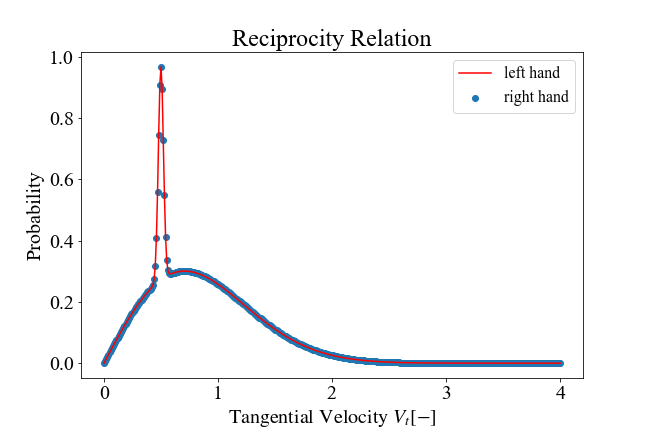 Reciprocity Relation
left hand
right hand
Probability
1.0
0.8
0.6
0.4
0.2
0.0
0 1 2 3 4
Tangential Velocity Vₜ[−]